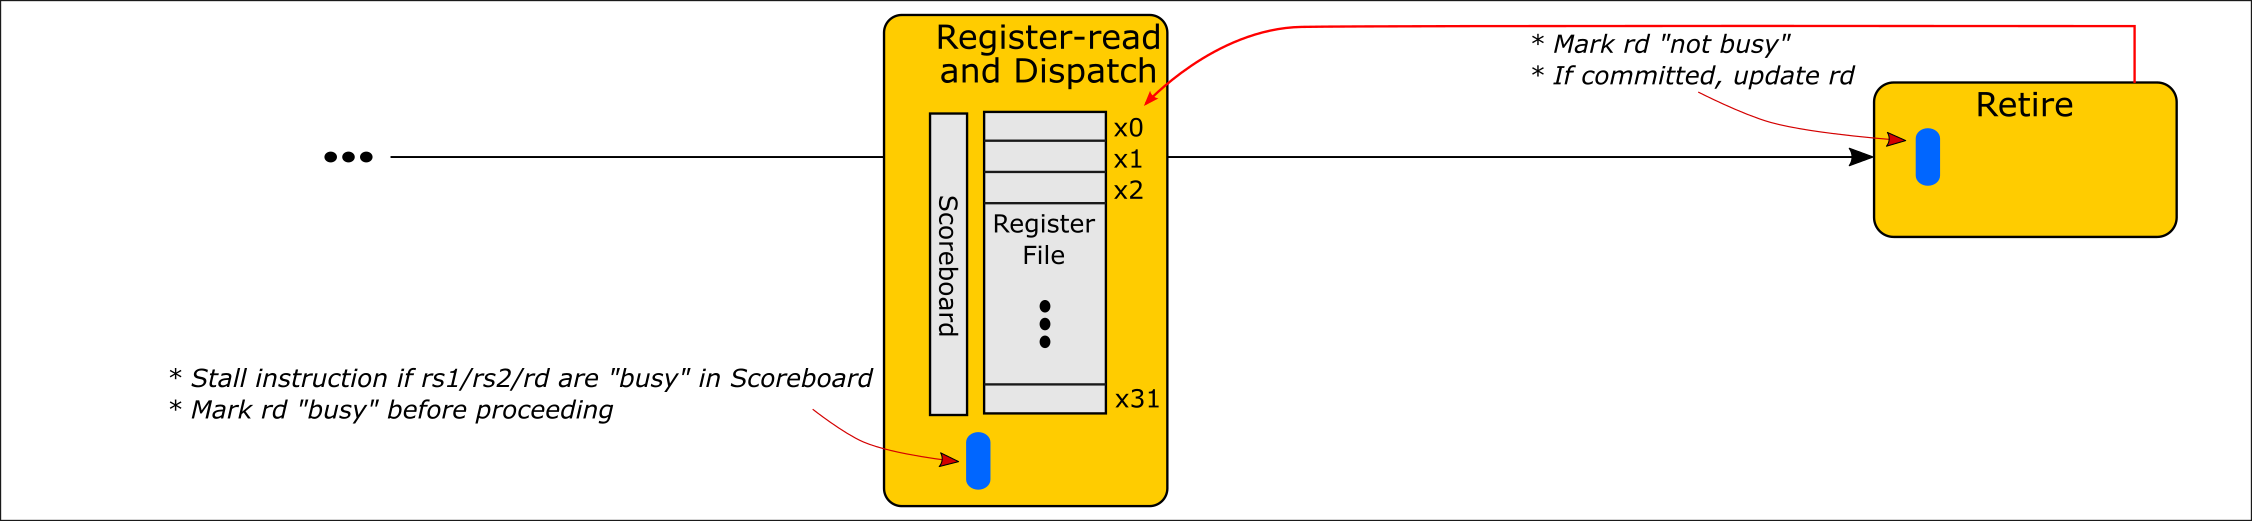 Register-read
and Dispatch
* Mark rd "not busy"
* If committed, update rd
Retire
x0
x1
x2
Scoreboard
Register
File
x31
* Stall instruction if rs1/rs2/rd are "busy" in Scoreboard
* Mark rd "busy" before proceeding